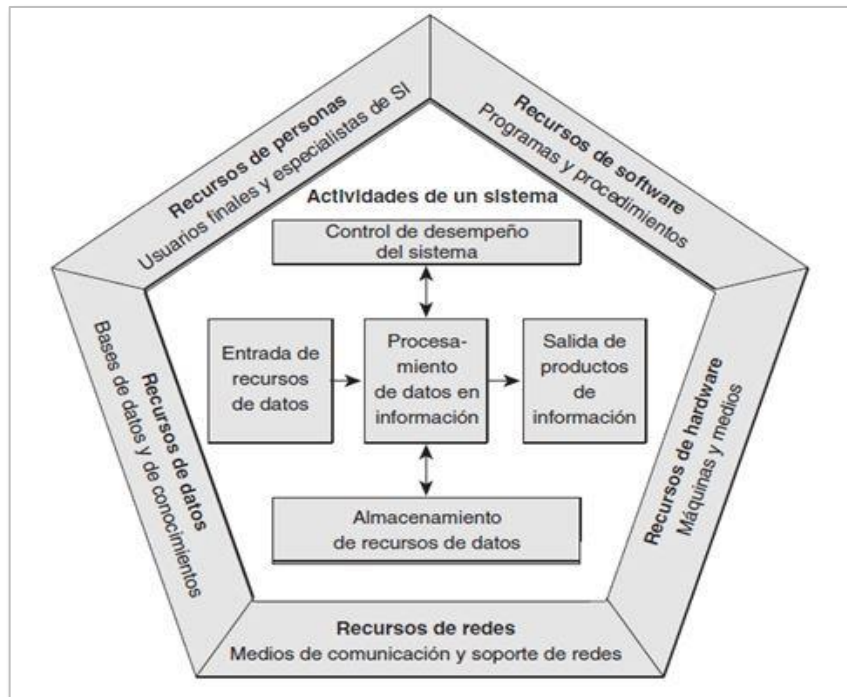 Recursos de personas
Usuarios finales y especialistas de SI
Recursos de software
Programas y procedimientos
Actividades de un sistema
Control de desempeño
del sistema
Entrada de
recursos
de datos
Procesa-
miento
de datos en
información
Salida de
productos
de
información
Almacenamiento
de recursos de datos
Recursos de datos
Bases de datos y de conocimientos
Recursos de hardware
Máquinas y medios
Recursos de redes
Medios de comunicación y soporte de redes